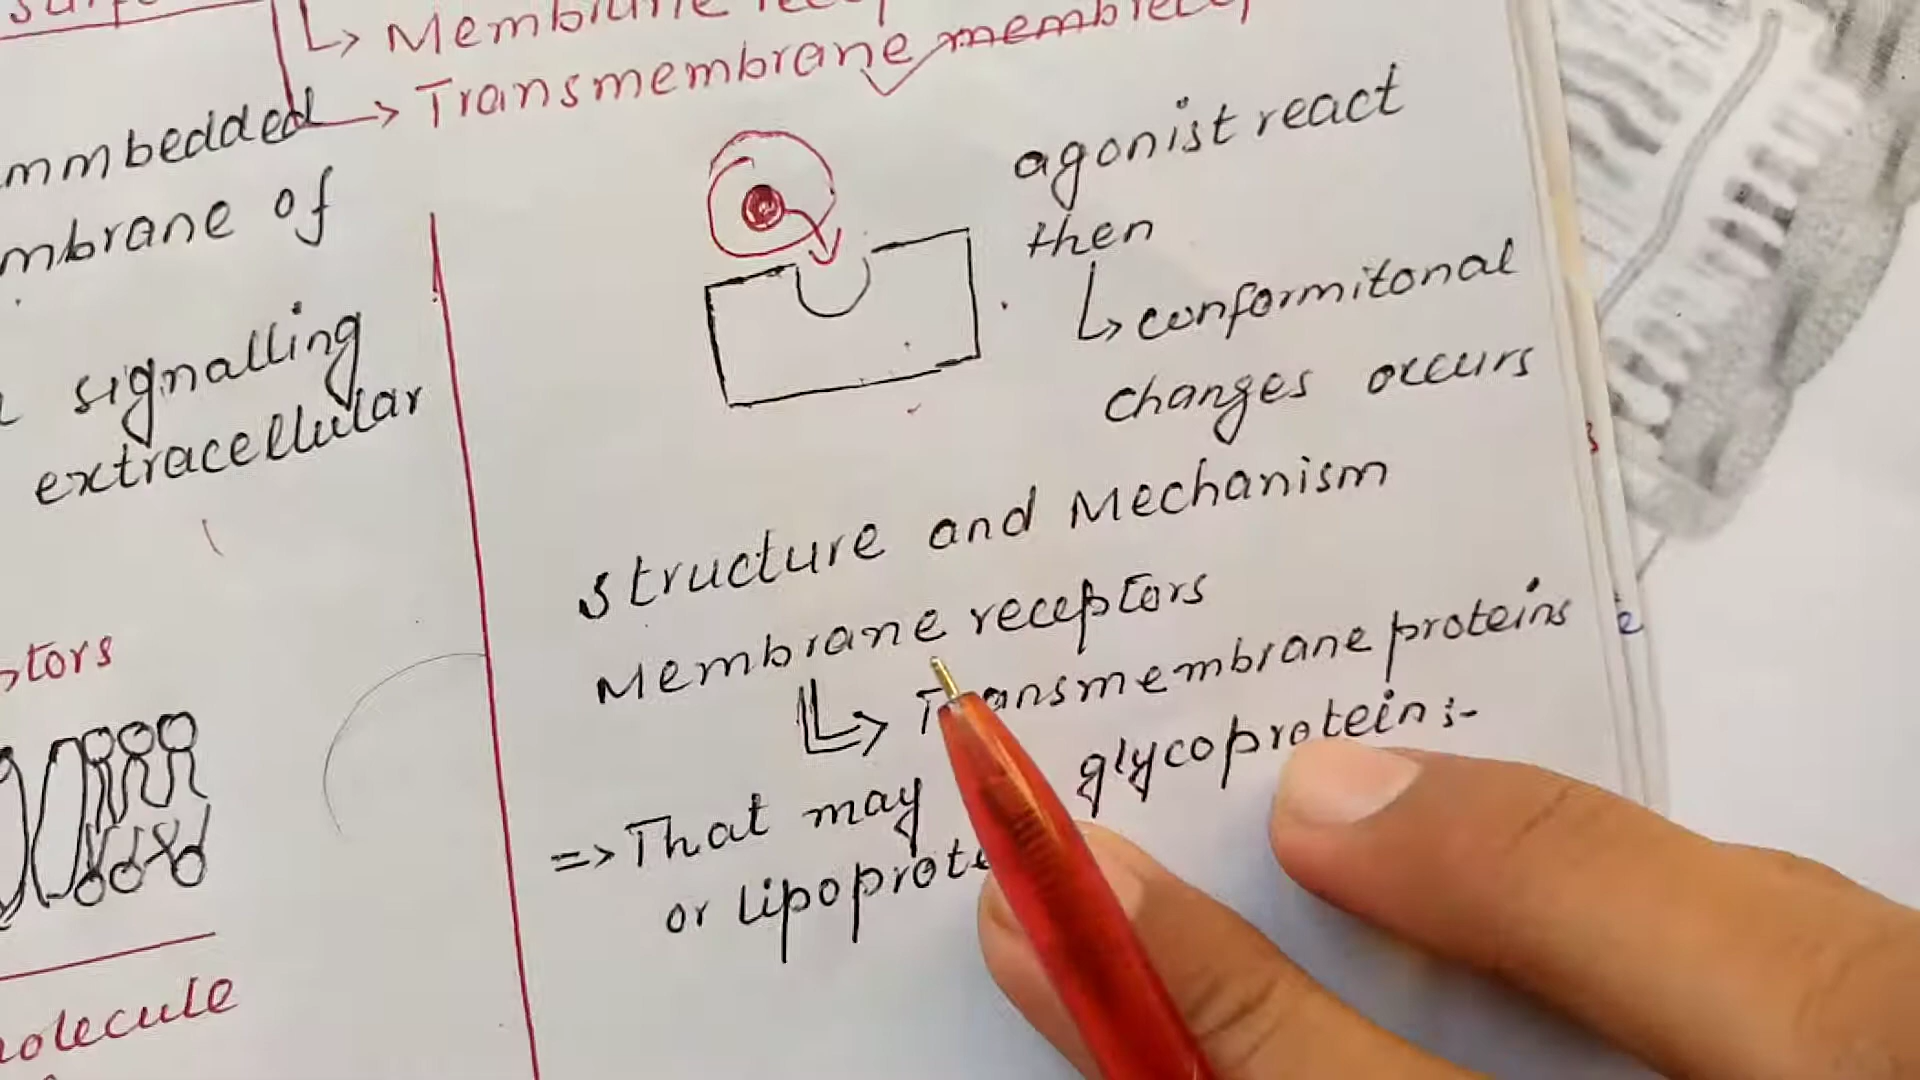 Membrane
Transmembrane
mmbedded
mbrane of
signalling
extracellular
agonist react
then
conformitonal
changes occurs
structure and Mechanism
Membrane receptors
Transmembrane proteins
=> That may glycoprotein :-
or Lipoprote
ptors
olecule